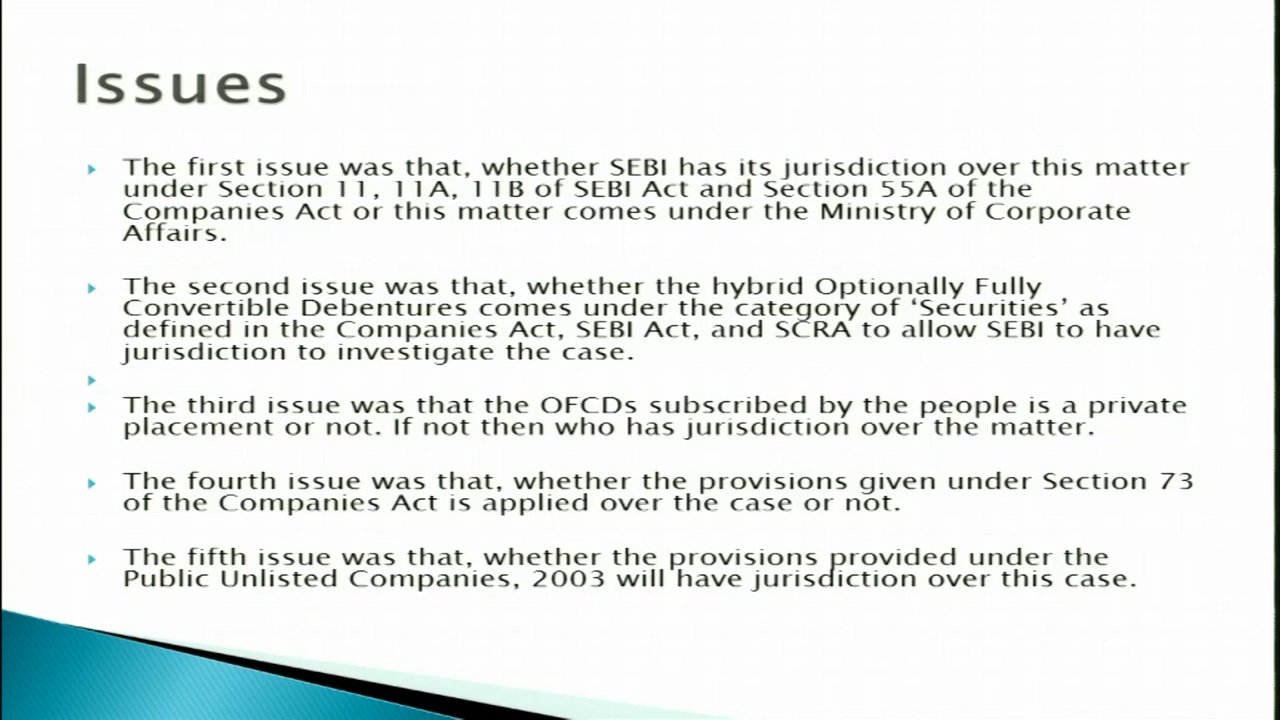 Issues
The first issue was that, whether SEBI has its jurisdiction over this matter
under Section 11, 11A, 11B of SEBI Act and Section 55A of the
Companies Act or this matter comes under the Ministry of Corporate
Affairs.
The second issue was that, whether the hybrid Optionally Fully
Convertible Debentures comes under the category of ‘Securities’ as
defined in the Companies Act, SEBI Act, and SCRA to allow SEBI to have
jurisdiction to investigate the case.
The third issue was that the OFCDs subscribed by the people is a private
placement or not. If not then who has jurisdiction over the matter.
The fourth issue was that, whether the provisions given under Section 73
of the Companies Act is applied over the case or not.
The fifth issue was that, whether the provisions provided under the
Public Unlisted Companies, 2003 will have jurisdiction over this case.